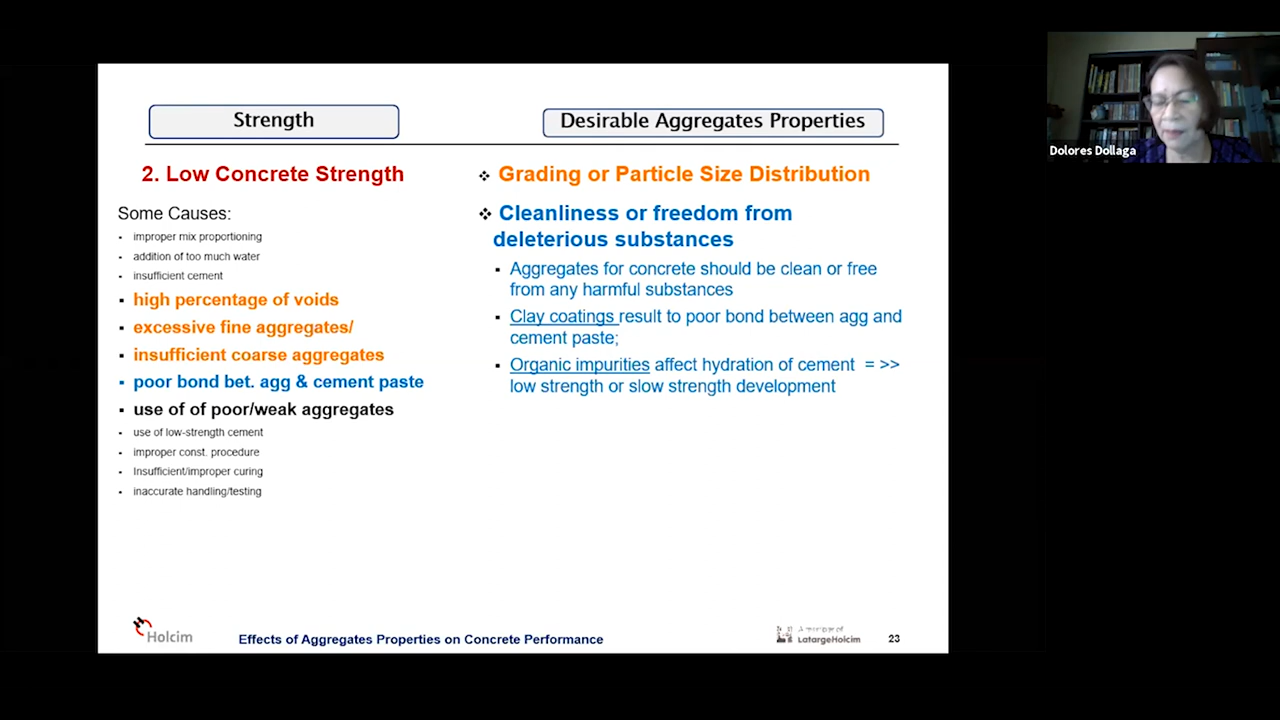 Strength
2. Low Concrete Strength
Some Causes:
improper mix proportioning
addition of too much water
insufficient cement
high percentage of voids
excessive fine aggregates/
insufficient coarse aggregates
poor bond bet. agg & cement paste
use of of poor/weak aggregates
use of low-strength cement
improper const. procedure
Insufficient/improper curing
inaccurate handling/testing
Desirable Aggregates Properties
Grading or Particle Size Distribution
Cleanliness or freedom from
deleterious substances
Aggregates for concrete should be clean or free
from any harmful substances
Clay coatings result to poor bond between agg and
cement paste;
Organic impurities affect hydration of cement = >>
low strength or slow strength development
Holcim
Effects of Aggregates Properties on Concrete Performance
A member of
LafargeHolcim
23
Dolores Dollaga